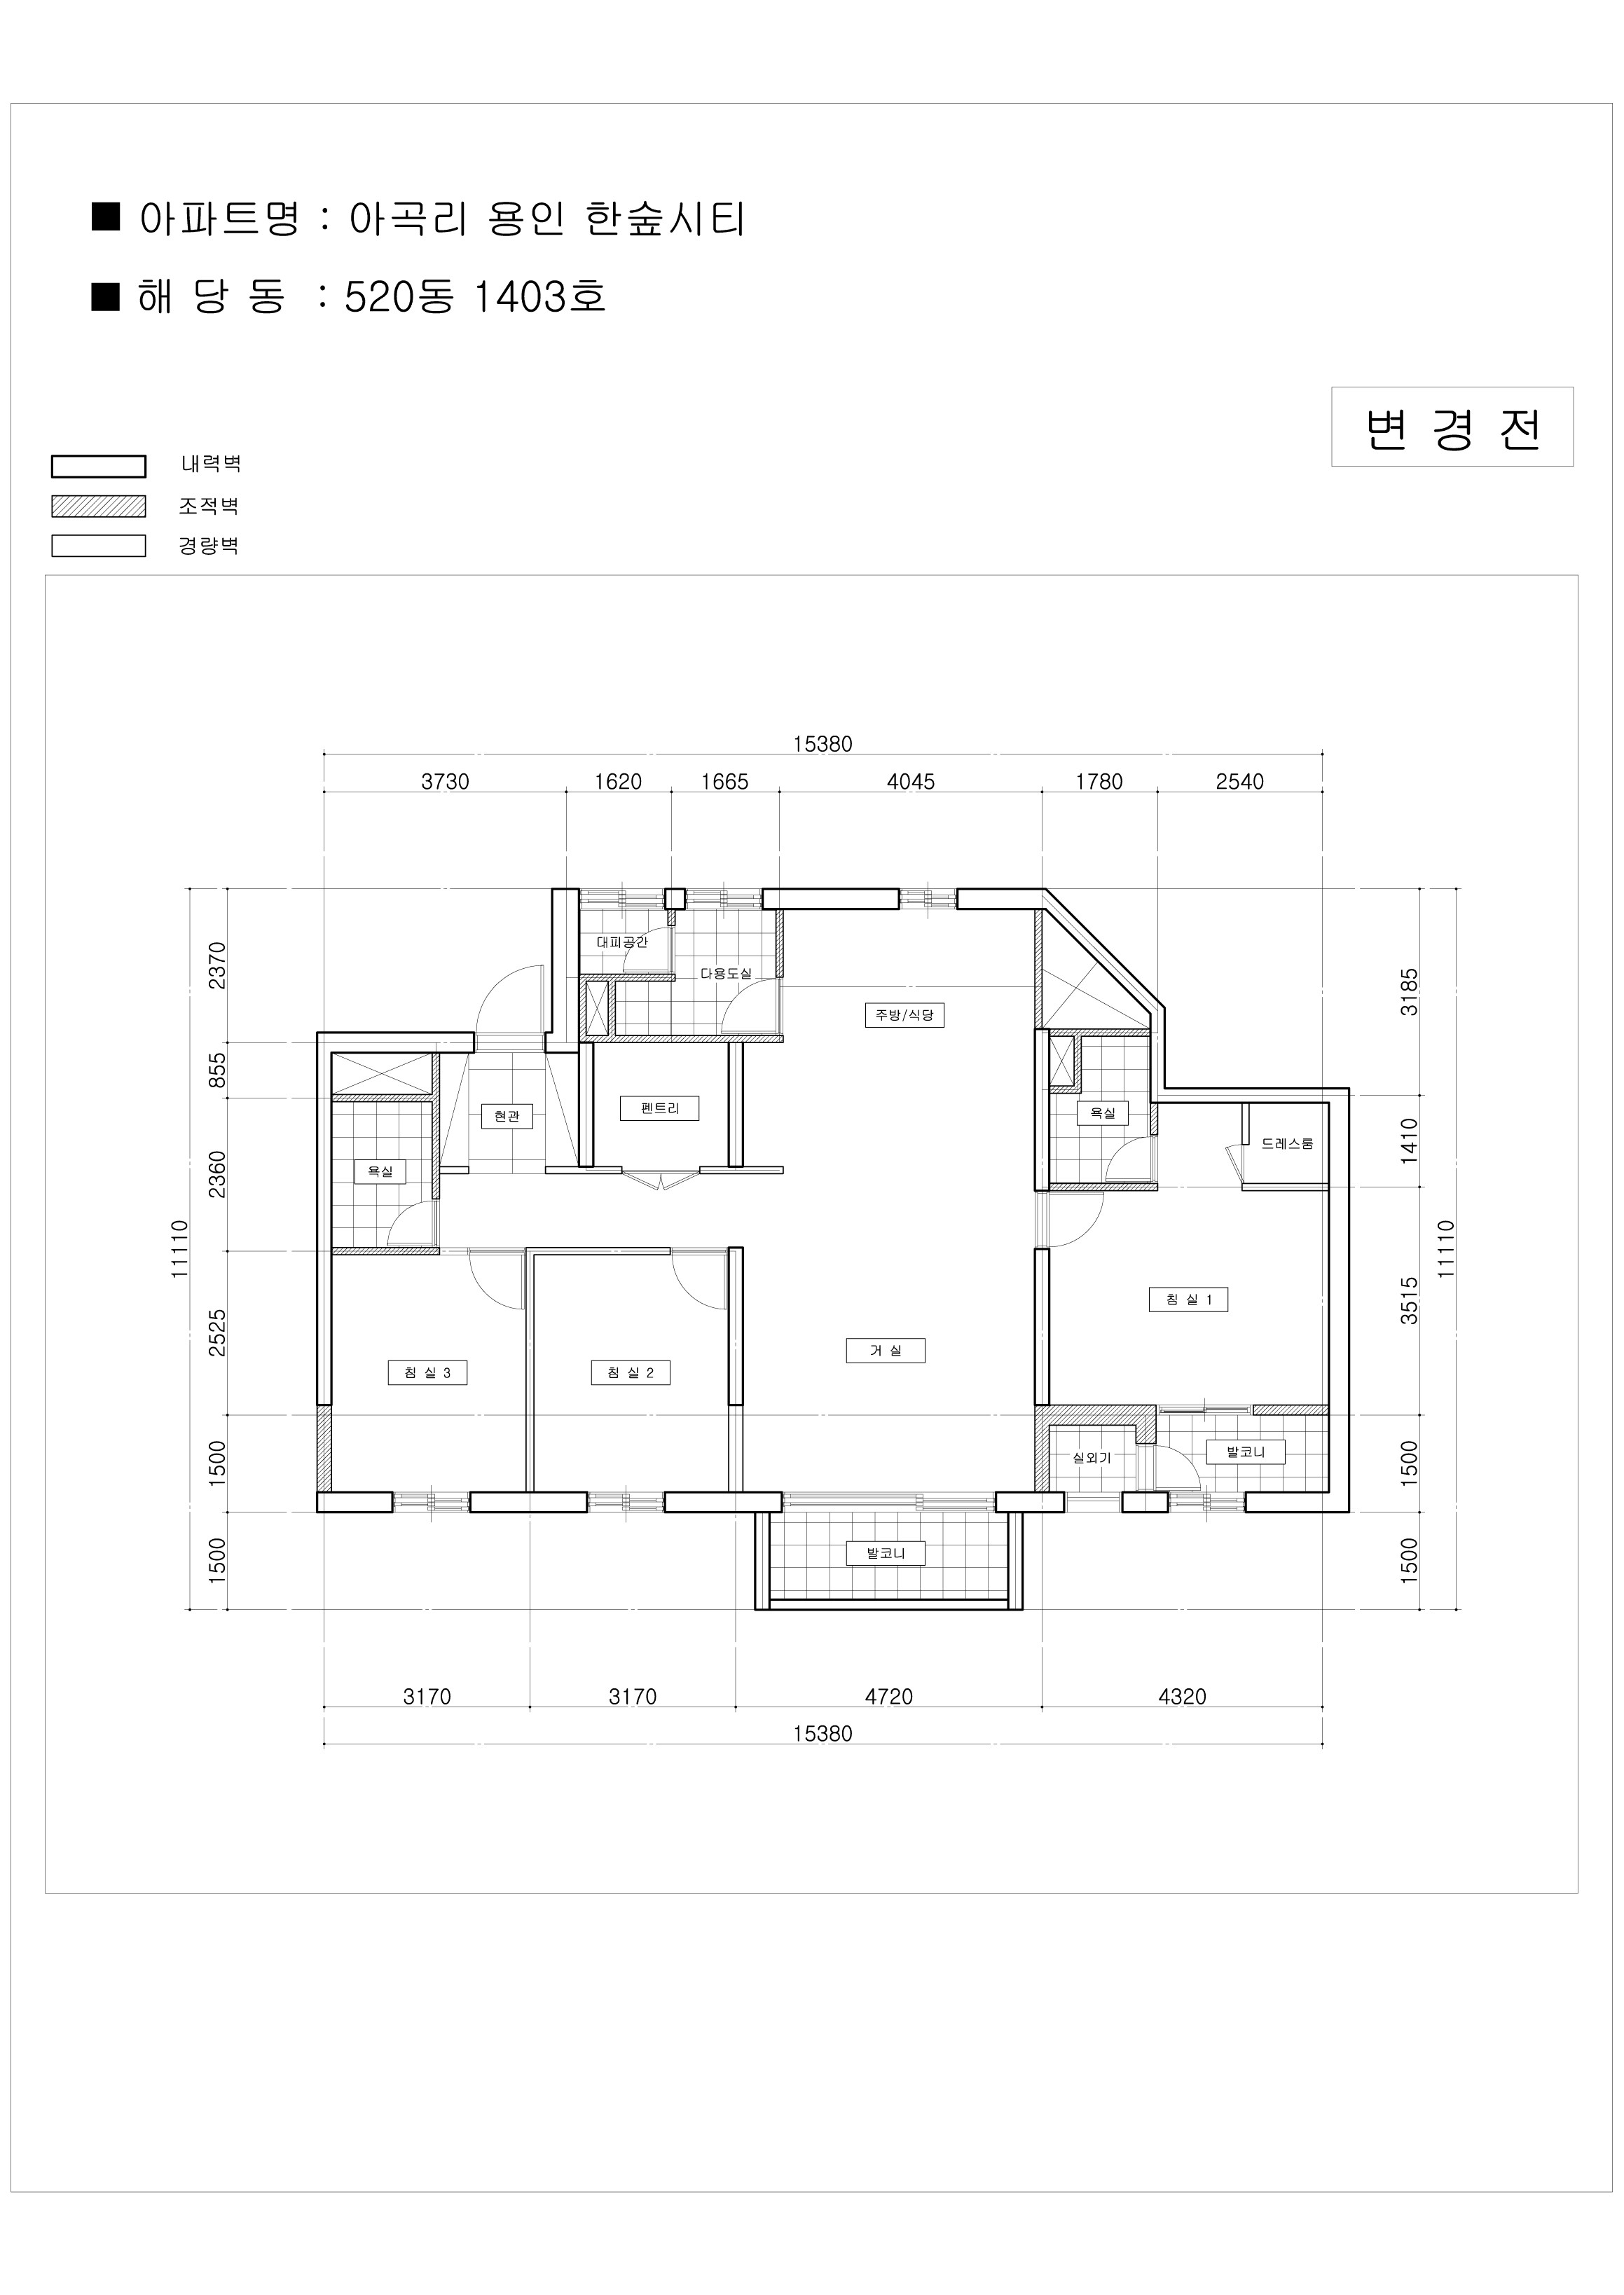 ■ 아파트명 : 아곡리 용인 한숲시티
■ 해 당 동 : 520동 1403호
변 경 전
내력벽
조적벽
경량벽
15380
3730 1620 1665 4045 1780 2540
2370
855
2360
2525
1500
1500
11110
3185
1410
3515
1500
1500
11110
대피공간
다용도실
주방/식당
현관
펜트리
욕실
욕실
드레스룸
침 실 1
거 실
침 실 3
침 실 2
실외기
발코니
발코니
3170 3170 4720 4320
15380